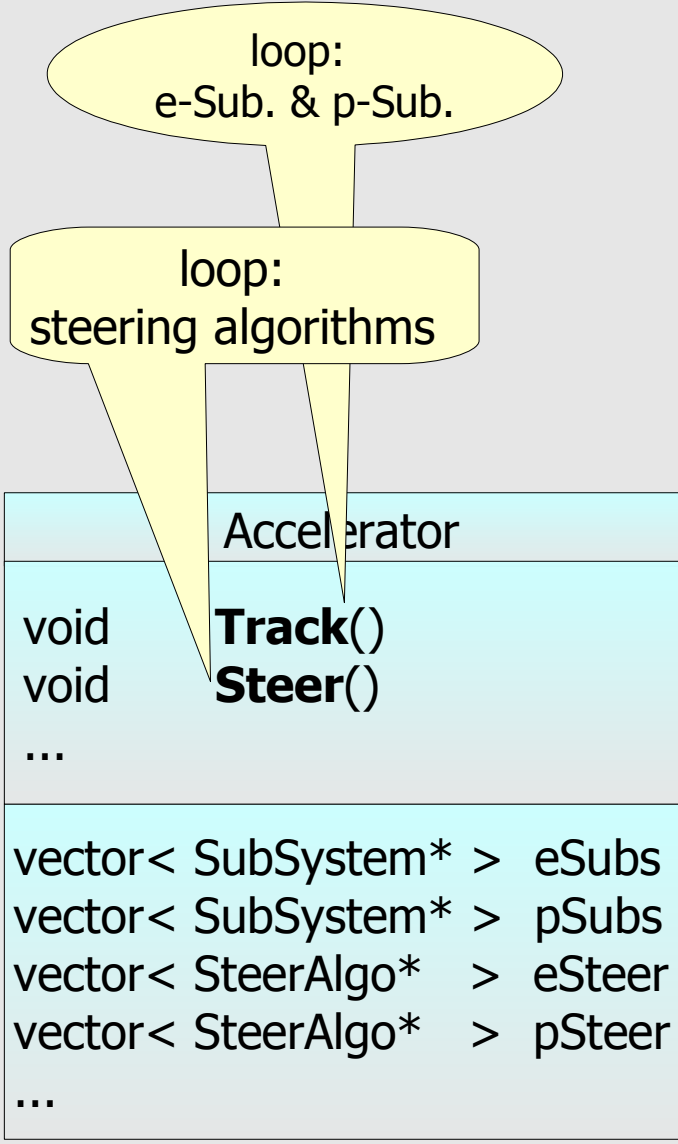 loop:
e-Sub. & p-Sub.
loop:
steering algorithms
Accelerator
void Track()
void Steer()
...
vector< SubSystem* > eSubs
vector< SubSystem* > pSubs
vector< SteerAlgo* > eSteer
vector< SteerAlgo* > pSteer
...